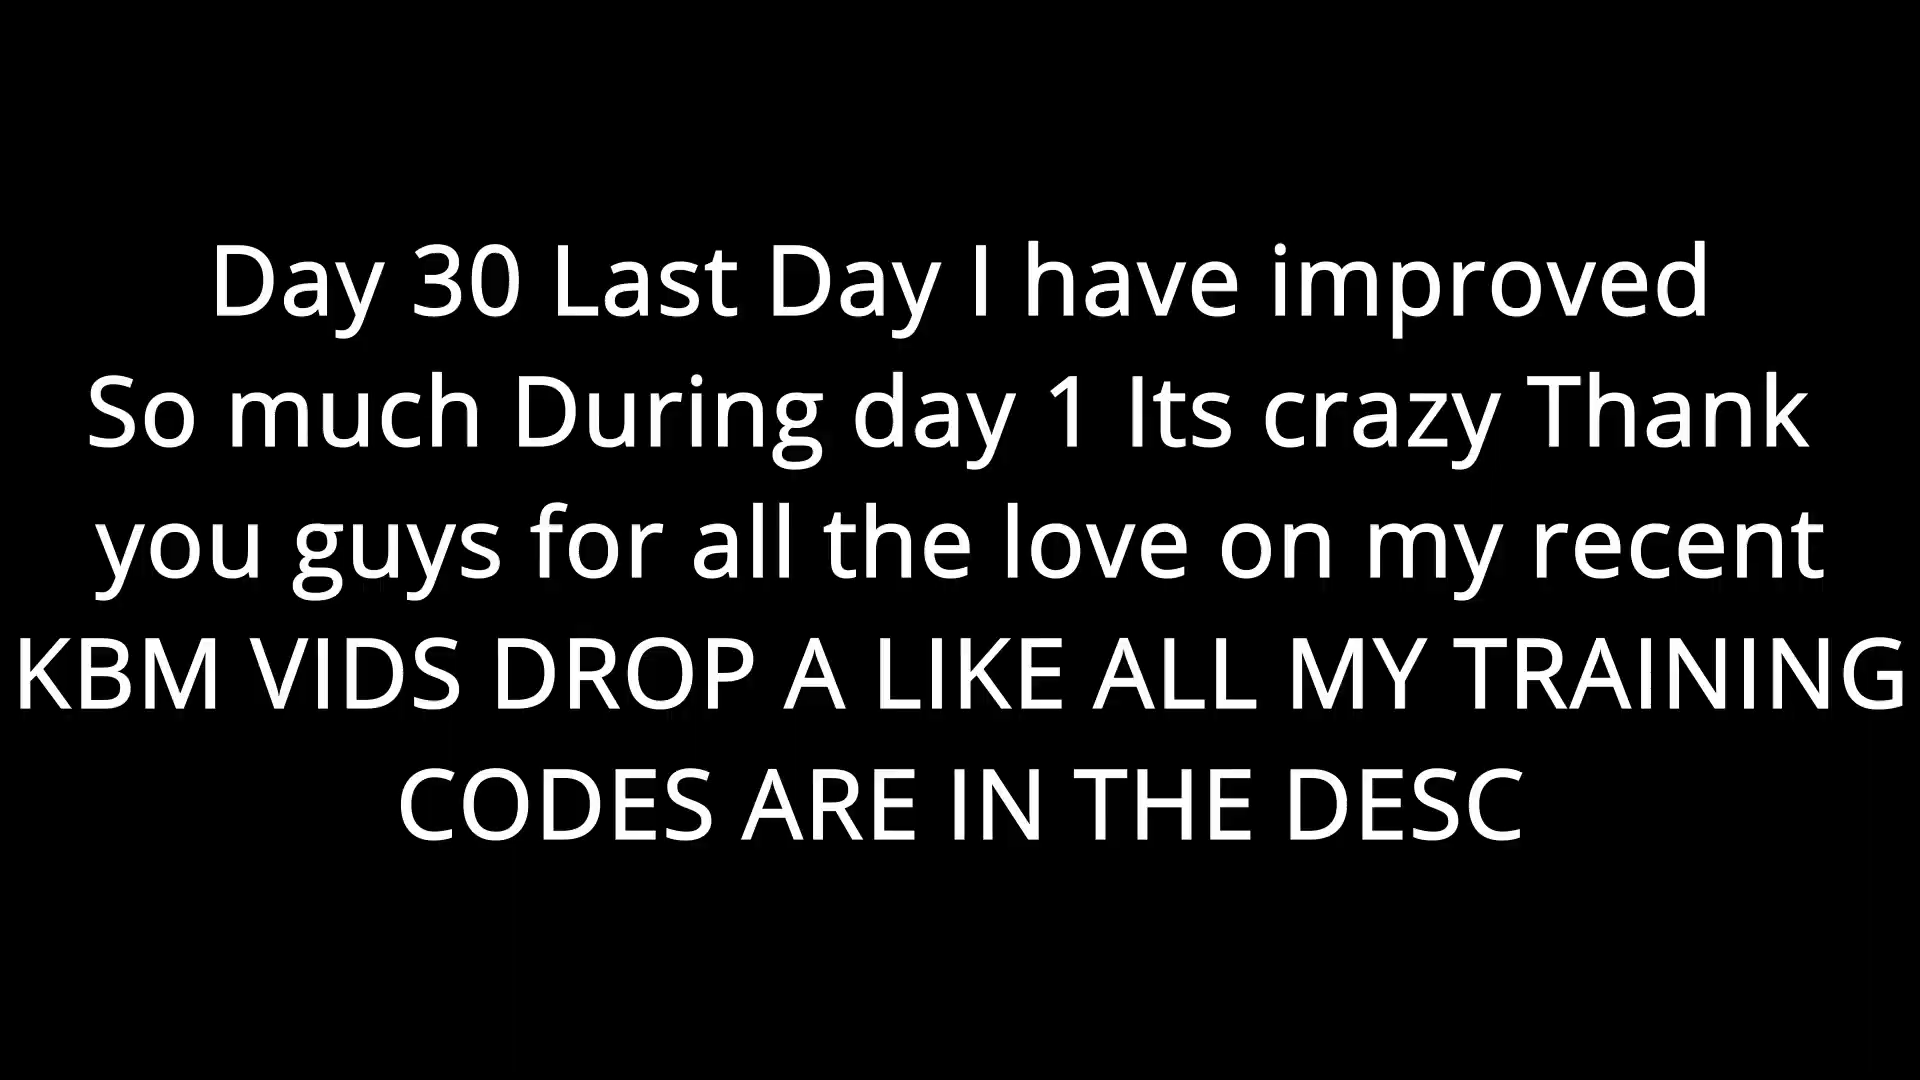 Day 30 Last Day I have improved
So much During day 1 Its crazy Thank
you guys for all the love on my recent
KBM VIDS DROP A LIKE ALL MY TRAINING
CODES ARE IN THE DESC